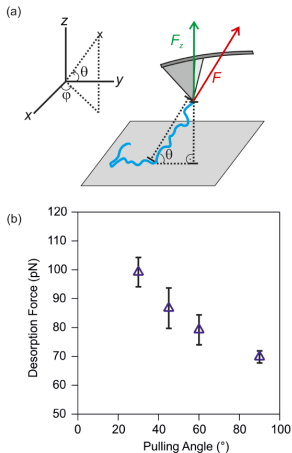 (a)
z
x
θ
y
φ
x
F_z
F
θ
(b)
120
110
100
90
80
70
60
50
0 20 40 60 80 100
Desorption Force (pN)
Pulling Angle (°)